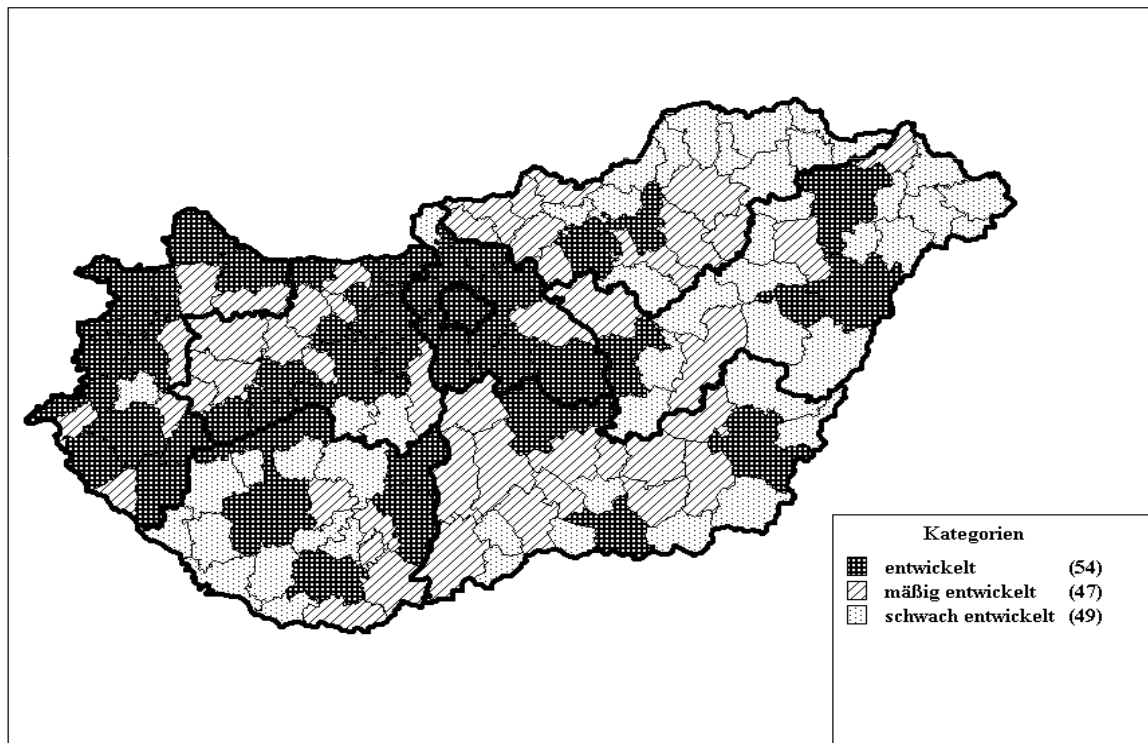 Kategorien
entwickelt (54)
mäßig entwickelt (47)
schwach entwickelt (49)